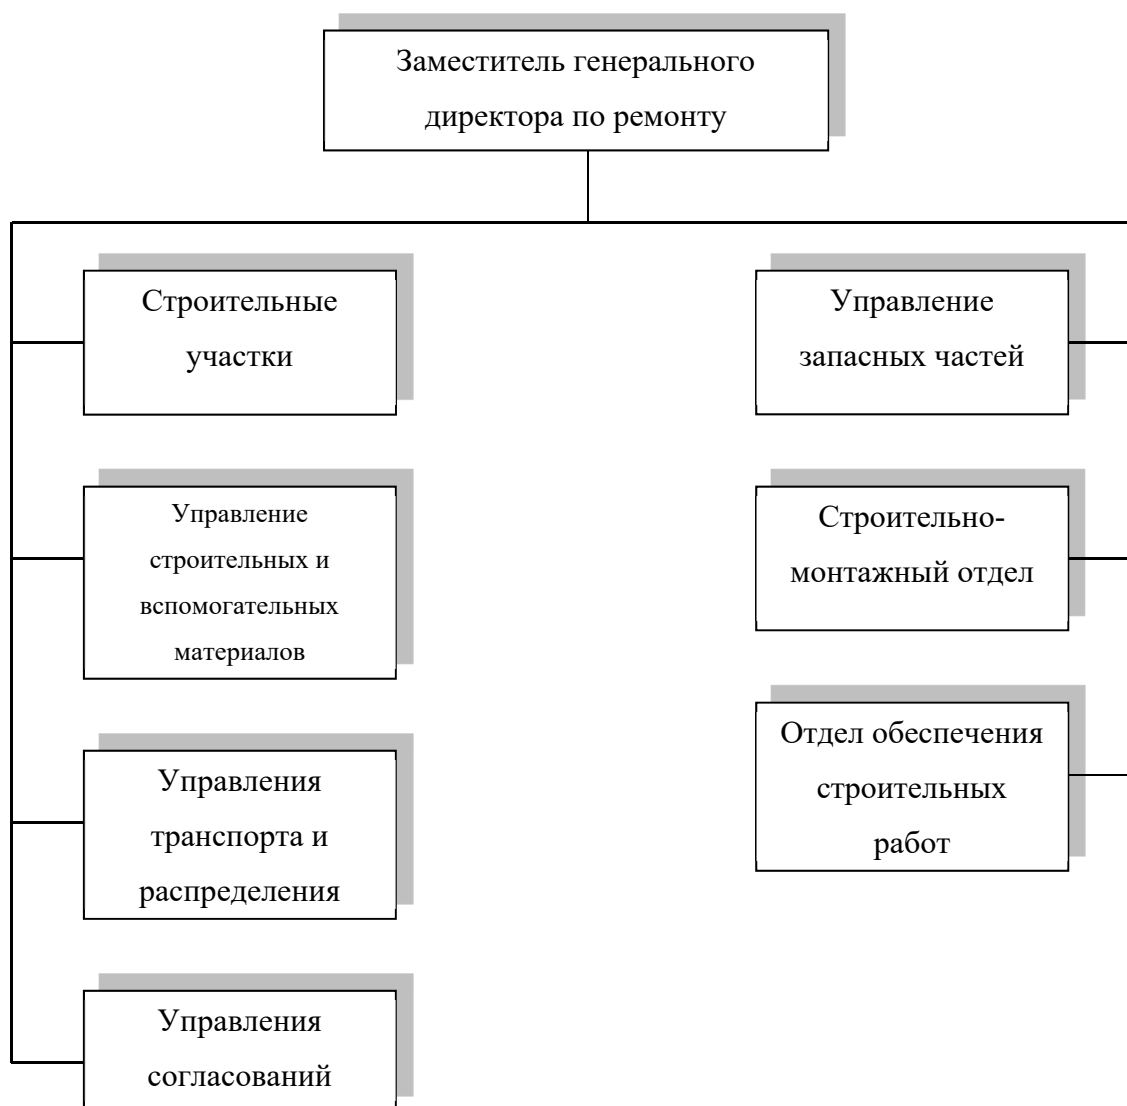 Заместитель генерального
директора по ремонту
Строительные
участки
Управление
строительных и
вспомогательных
материалов
Управления
транспорта и
распределения
Управления
согласований
Управление
запасных частей
Строительно-
монтажный отдел
Отдел обеспечения
строительных
работ